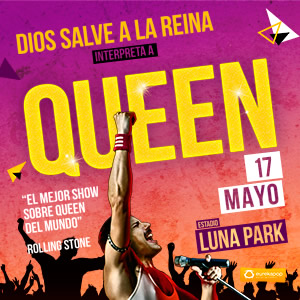 DIOS SALVE A LA REINA
INTERPRETA A
QUEEN
17
MAYO
ESTADIO
LUNA PARK
"EL MEJOR SHOW
SOBRE QUEEN
DEL MUNDO"
ROLLING STONE